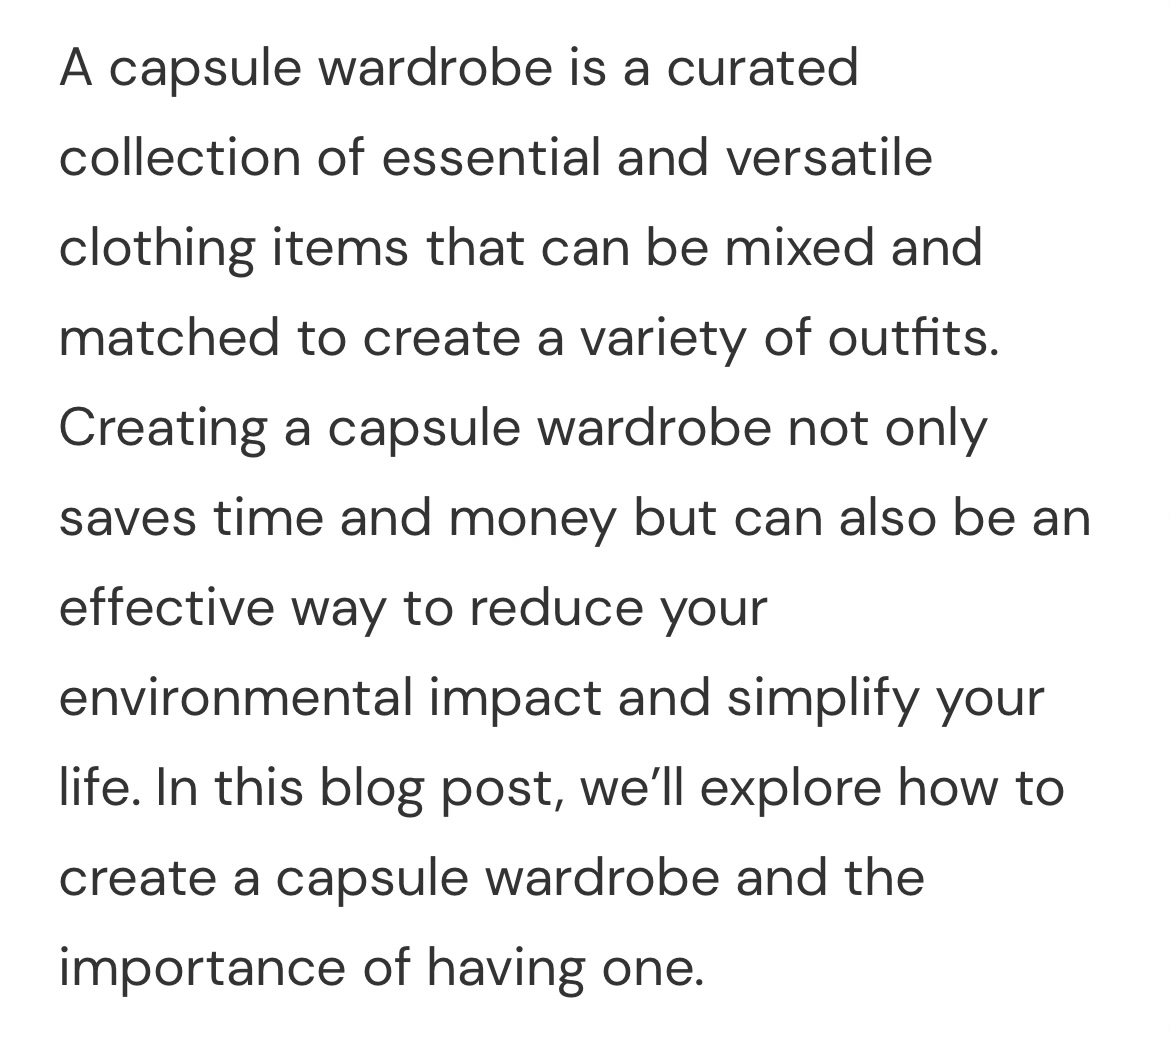 A capsule wardrobe is a curated
collection of essential and versatile
clothing items that can be mixed and
matched to create a variety of outfits.
Creating a capsule wardrobe not only
saves time and money but can also be an
effective way to reduce your
environmental impact and simplify your
life. In this blog post, we’ll explore how to
create a capsule wardrobe and the
importance of having one.